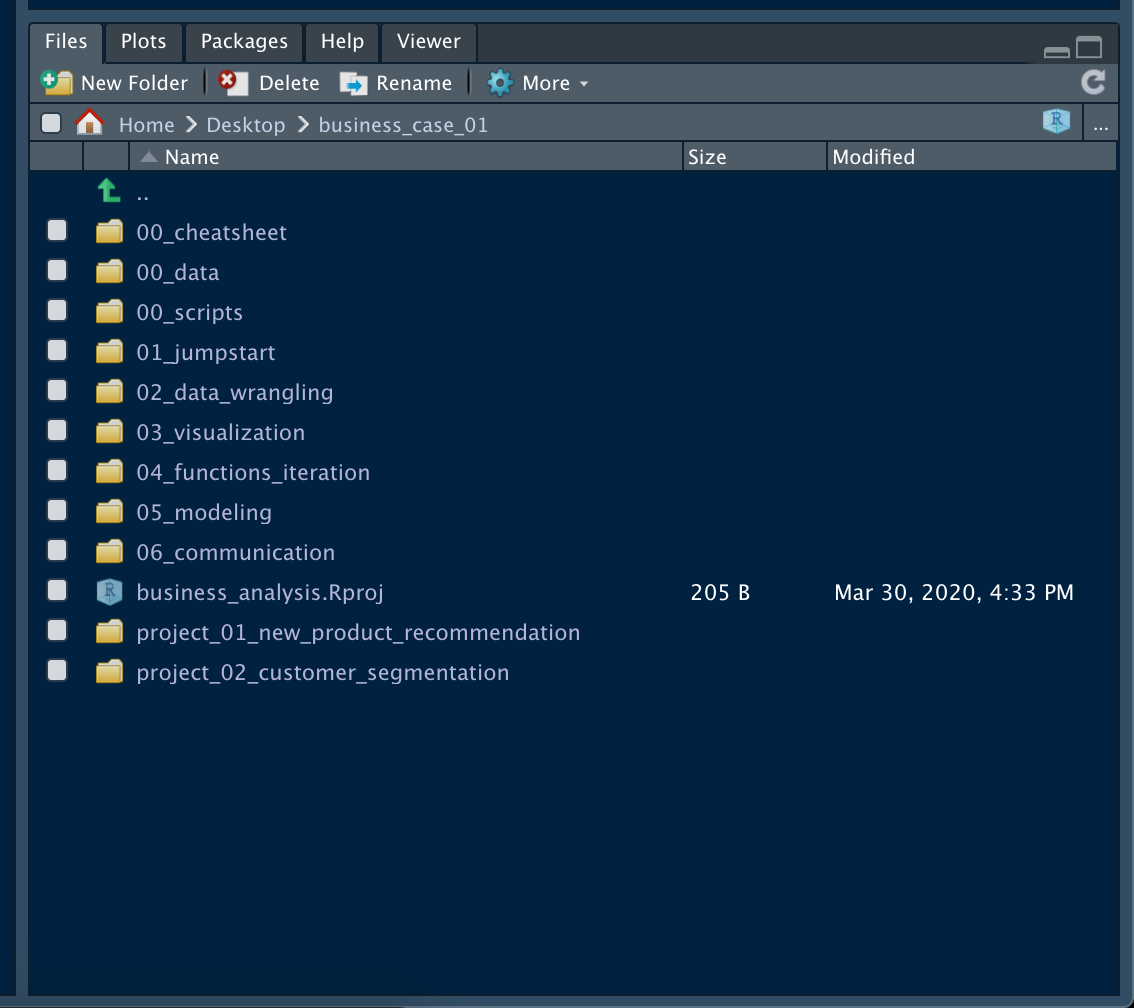 Files Plots Packages Help Viewer
New Folder Delete Rename More
Home Desktop business_case_01 R ...
Name Size Modified
..
00_cheatsheet
00_data
00_scripts
01_jumpstart
02_data_wrangling
03_visualization
04_functions_iteration
05_modeling
06_communication
R business_analysis.Rproj 205 B Mar 30, 2020, 4:33 PM
project_01_new_product_recommendation
project_02_customer_segmentation